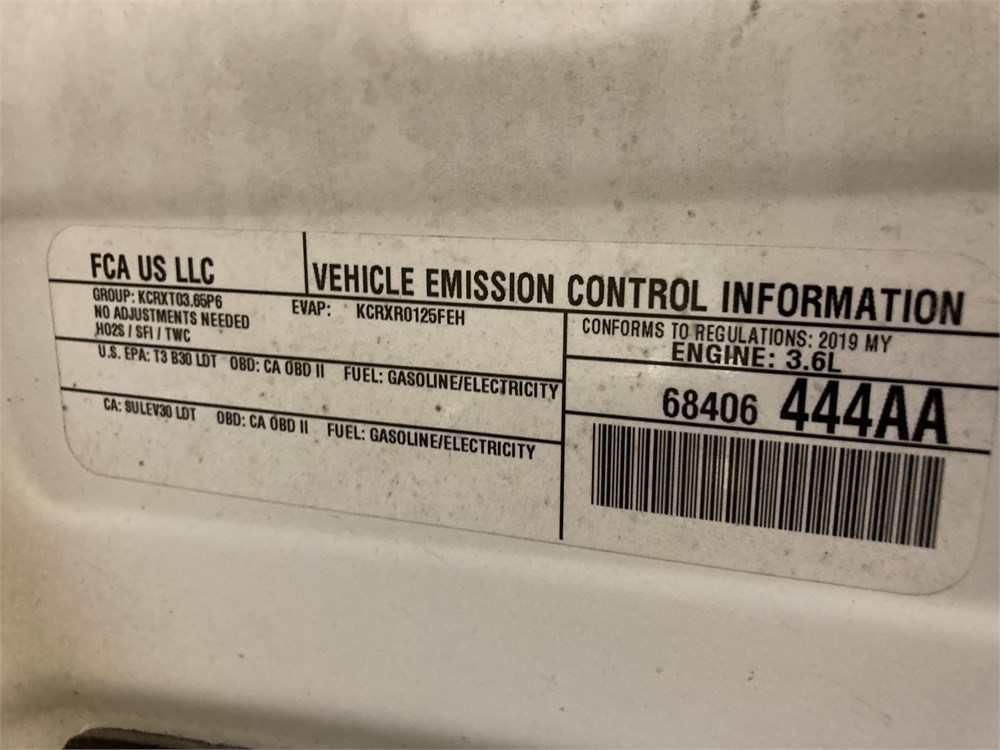 FCA US LLC
VEHICLE EMISSION CONTROL INFORMATION
GROUP: KCRXT03.65P6
EVAP: KCRXR0125FEH
NO ADJUSTMENTS NEEDED
HO2S / SFI / TWC
U.S. EPA: T3 B30 LDT OBD: CA OBD II FUEL: GASOLINE/ELECTRICITY
CA: SULEV30 LDT OBD: CA OBD II FUEL: GASOLINE/ELECTRICITY
CONFORMS TO REGULATIONS: 2019 MY
ENGINE: 3.6L
68406 444AA